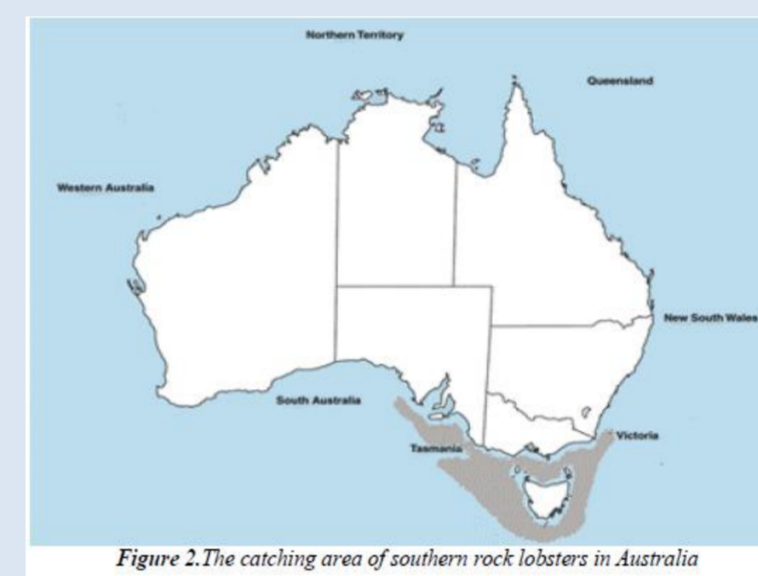 Northern Territory
Queensland
Western Australia
New South Wales
South Australia
Victoria
Tasmania
Figure 2.The catching area of southern rock lobsters in Australia